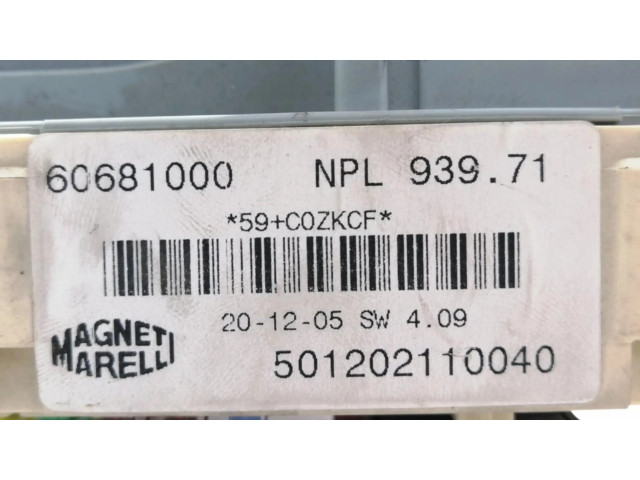 60681000 NPL 939.71
*59+C0ZKCF*
20-12-05 SW 4.09
MAGNETI
MARELLI
501202110040